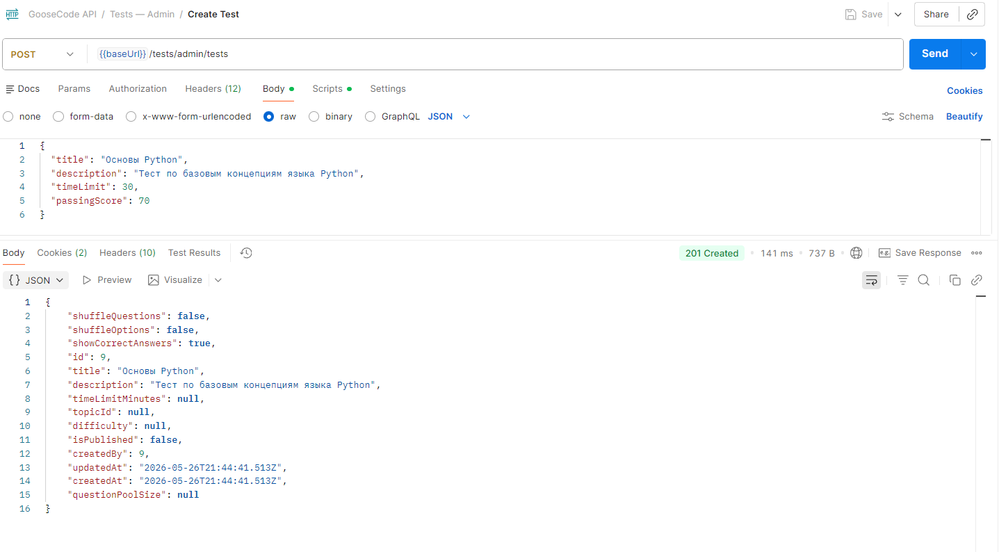 HTTP GooseCode API / Tests — Admin / Create Test Save Share
POST {{baseUrl}}/tests/admin/tests Send
Docs Params Authorization Headers (12) Body Scripts Settings Cookies
none form-data x-www-form-urlencoded raw binary GraphQL JSON Schema Beautify
1 {
2 "title": "Основы Python",
3 "description": "Тест по базовым концепциям языка Python",
4 "timeLimit": 30,
5 "passingScore": 70
6 }
Body Cookies (2) Headers (10) Test Results 201 Created 141 ms 737 B e.g. Save Response
{} JSON Preview Visualize
1 {
2 "shuffleQuestions": false,
3 "shuffleOptions": false,
4 "showCorrectAnswers": true,
5 "id": 9,
6 "title": "Основы Python",
7 "description": "Тест по базовым концепциям языка Python",
8 "timeLimitMinutes": null,
9 "topicId": null,
10 "difficulty": null,
11 "isPublished": false,
12 "createdBy": 9,
13 "updatedAt": "2026-05-26T21:44:41.513Z",
14 "createdAt": "2026-05-26T21:44:41.513Z",
15 "questionPoolSize": null
16 }